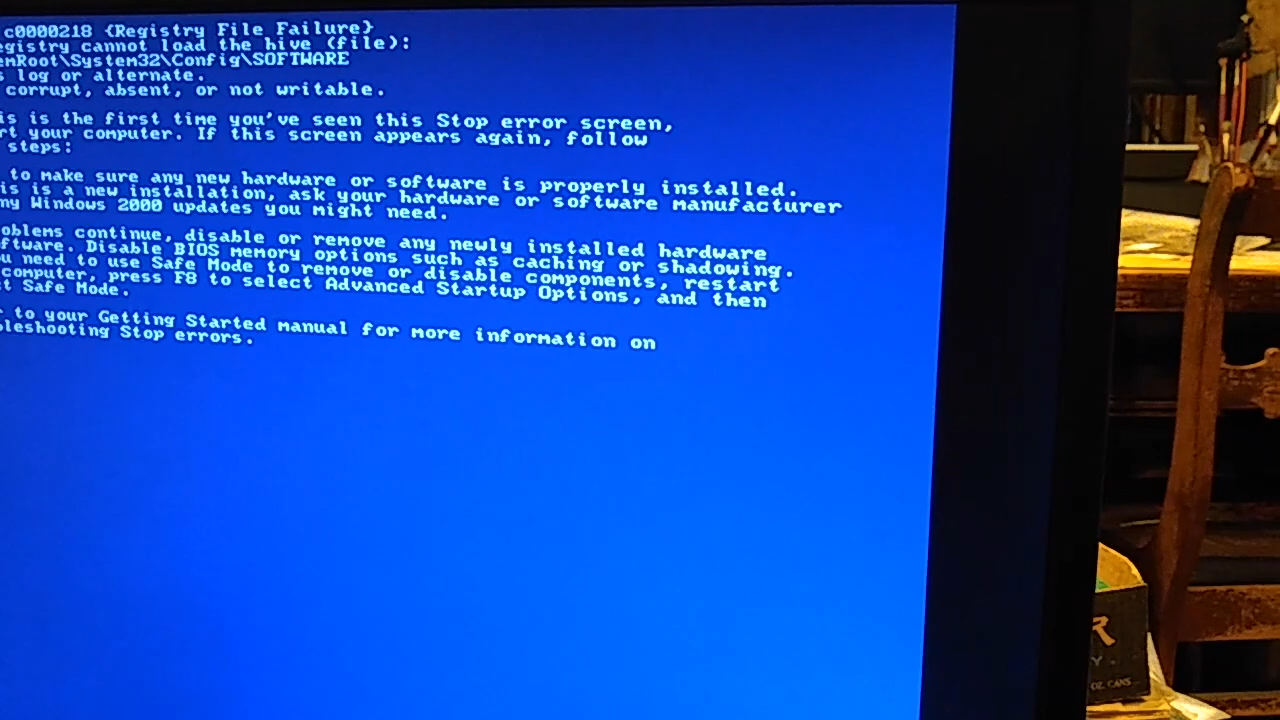 c0000218 {Registry File Failure}
egistry cannot load the hive (file):
emRoot\System32\Config\SOFTWARE
s log or alternate.
corrupt, absent, or not writable.
is is the first time you've seen this Stop error screen,
rt your computer. If this screen appears again, follow
steps:
to make sure any new hardware or software is properly installed.
is is a new installation, ask your hardware or software manufacturer
ny Windows 2000 updates you might need.
oblems continue, disable or remove any newly installed hardware
ftware. Disable BIOS memory options such as caching or shadowing.
u need to use Safe Mode to remove or disable components, restart
computer, press F8 to select Advanced Startup Options, and then
t Safe Mode.
r to your Getting Started manual for more information on
bleshooting Stop errors.
R
Y.
OZ. CANS